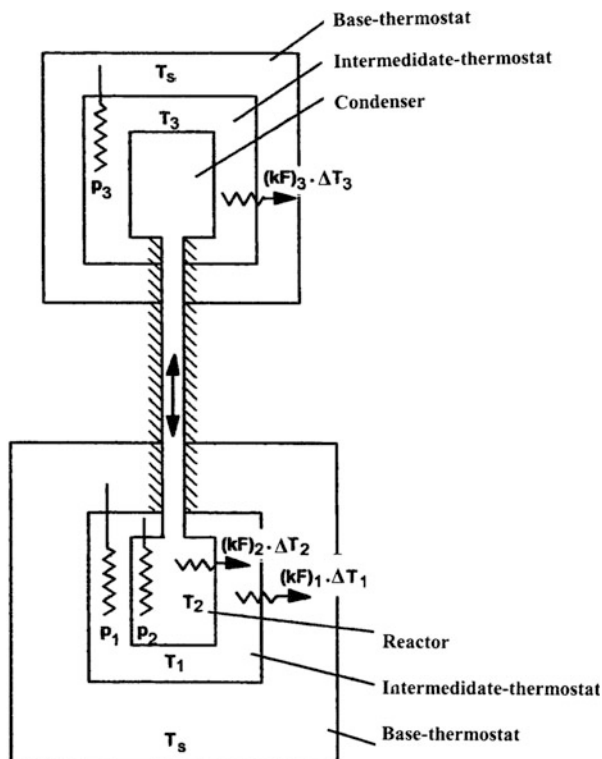 Base-thermostat
Intermedidate-thermostat
Condenser
Ts
T3
p3
(kF)3 · ΔT3
(kF)2 · ΔT2
(kF)1 · ΔT1
p1
p2
T2
T1
Reactor
Intermedidate-thermostat
Base-thermostat
Ts